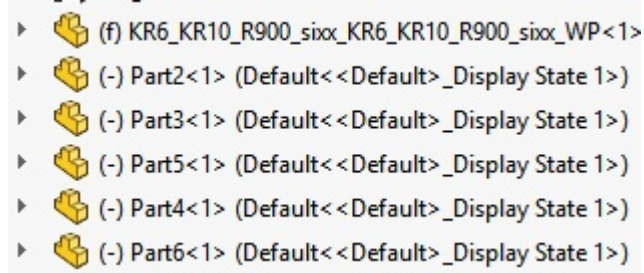 (f) KR6_KR10_R900_sixx_KR6_KR10_R900_sixx_WP<1>
(-) Part2<1> (Default<<Default>_Display State 1>)
(-) Part3<1> (Default<<Default>_Display State 1>)
(-) Part5<1> (Default<<Default>_Display State 1>)
(-) Part4<1> (Default<<Default>_Display State 1>)
(-) Part6<1> (Default<<Default>_Display State 1>)